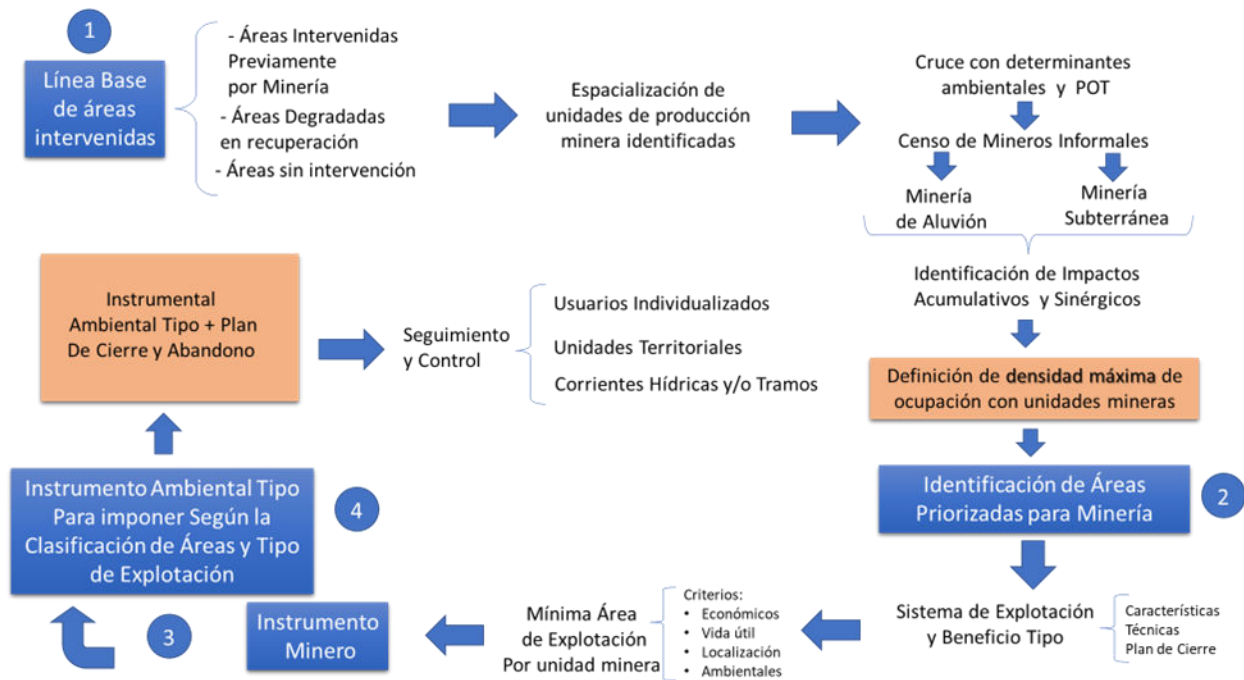 1
Línea Base
de áreas
intervenidas
- Áreas Intervenidas
Previamente
por Minería
- Áreas Degradadas
en recuperación
- Áreas sin intervención
Espacialización de
unidades de producción
minera identificadas
Cruce con determinantes
ambientales y POT
Censo de Mineros Informales
Minería
de Aluvión
Minería
Subterránea
Identificación de Impactos
Acumulativos y Sinérgicos
Definición de densidad máxima de
ocupación con unidades mineras
Identificación de Áreas
Priorizadas para Minería
2
Sistema de Explotación
y Beneficio Tipo
Características
Técnicas
Plan de Cierre
Mínima Área
de Explotación
Por unidad minera
Criterios:
• Económicos
• Vida útil
• Localización
• Ambientales
Instrumento
Minero
3
Instrumento Ambiental Tipo
Para imponer Según la
Clasificación de Áreas y Tipo
de Explotación
4
Instrumental
Ambiental Tipo + Plan
De Cierre y Abandono
Seguimiento
y Control
Usuarios Individualizados
Unidades Territoriales
Corrientes Hídricas y/o Tramos